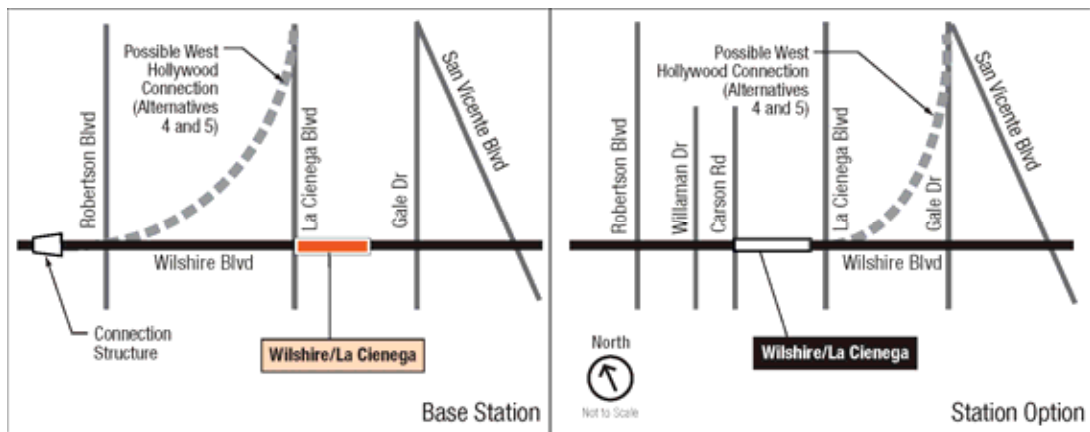 Possible West
Hollywood
Connection
(Alternatives
4 and 5)
Robertson Blvd
La Cienega Blvd
Gale Dr
San Vicente Blvd
Wilshire Blvd
Connection
Structure
Wilshire/La Cienega
Base Station
Possible West
Hollywood Connection
(Alternatives
4 and 5)
Robertson Blvd
Willaman Dr
Carson Rd
La Cienega Blvd
Gale Dr
San Vicente Blvd
Wilshire Blvd
North
Not to Scale
Wilshire/La Cienega
Station Option